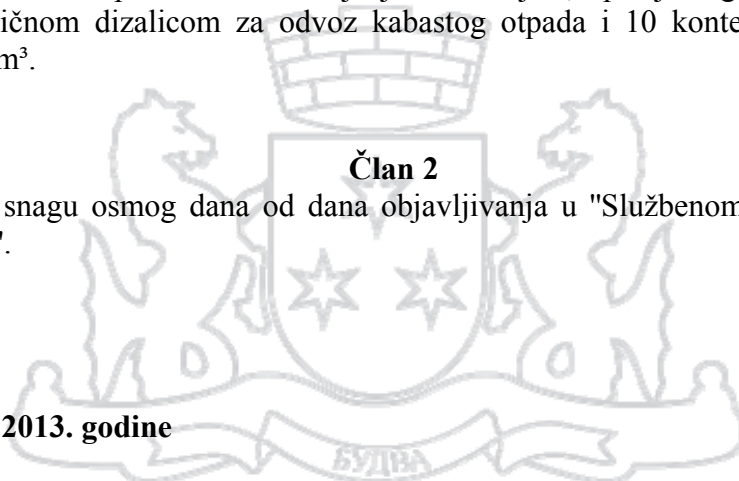 ičnom dizalicom za odvoz kabastog otpada i 10 konte
m³.
Član 2
snagu osmog dana od dana objavljivanja u "Službenom
".
2013. godine
БУДВА